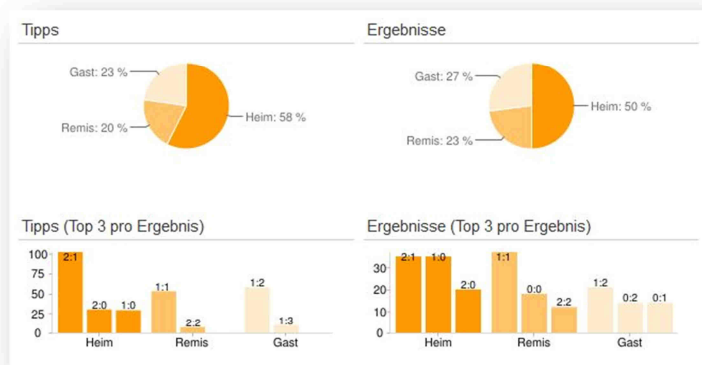 Tipps
Gast: 23 %
Heim: 58 %
Remis: 20 %
Ergebnisse
Gast: 27 %
Heim: 50 %
Remis: 23 %
Tipps (Top 3 pro Ergebnis)
100
75
50
25
0
2:1
2:0
1:0
1:1
2:2
1:2
1:3
Heim
Remis
Gast
Ergebnisse (Top 3 pro Ergebnis)
30
20
10
0
2:1
1:0
2:0
1:1
0:0
2:2
1:2
0:2
0:1
Heim
Remis
Gast